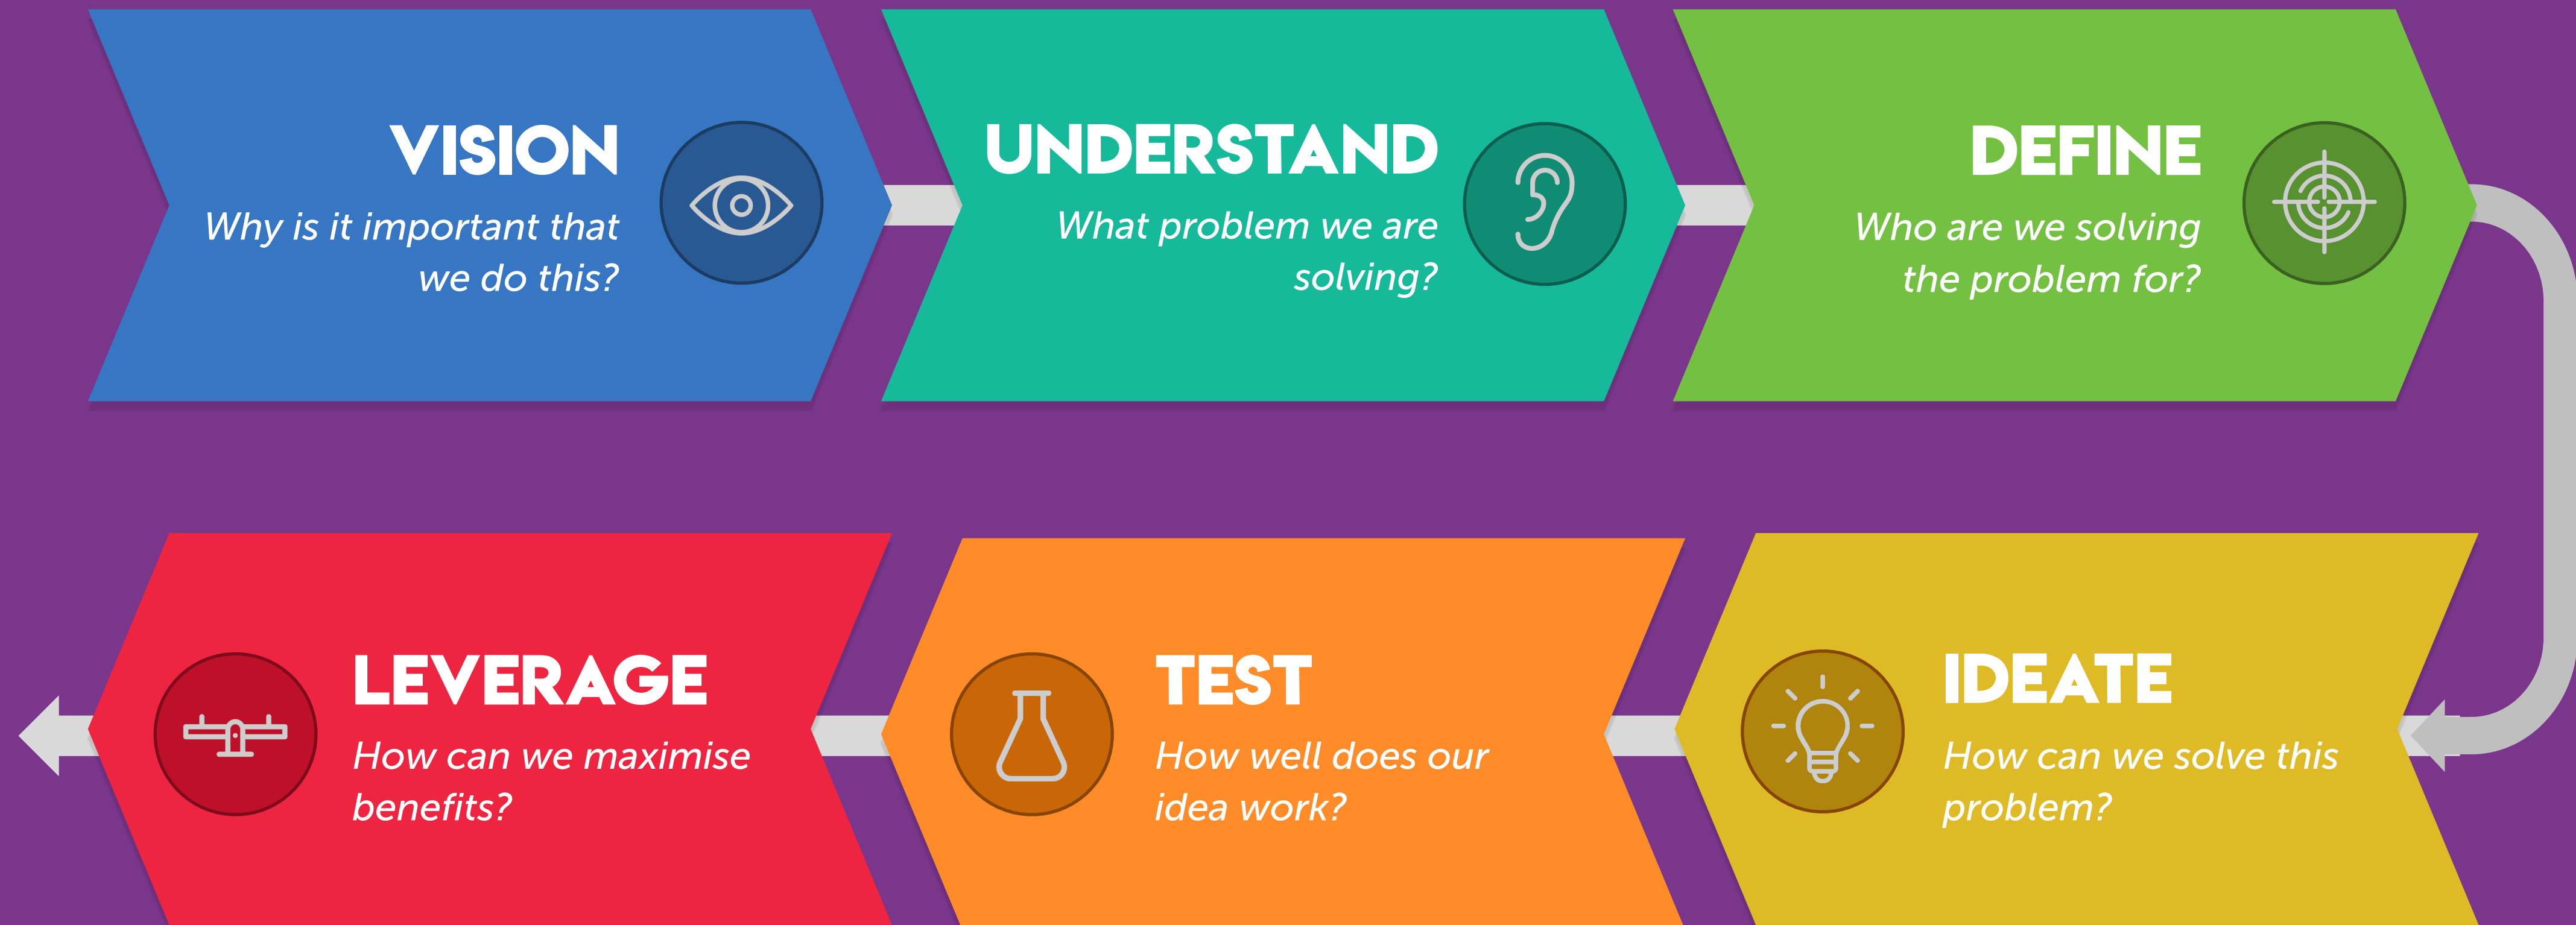 VISION
Why is it important that
we do this?
UNDERSTAND
What problem we are
solving?
DEFINE
Who are we solving
the problem for?
IDEATE
How can we solve this
problem?
TEST
How well does our
idea work?
LEVERAGE
How can we maximise
benefits?